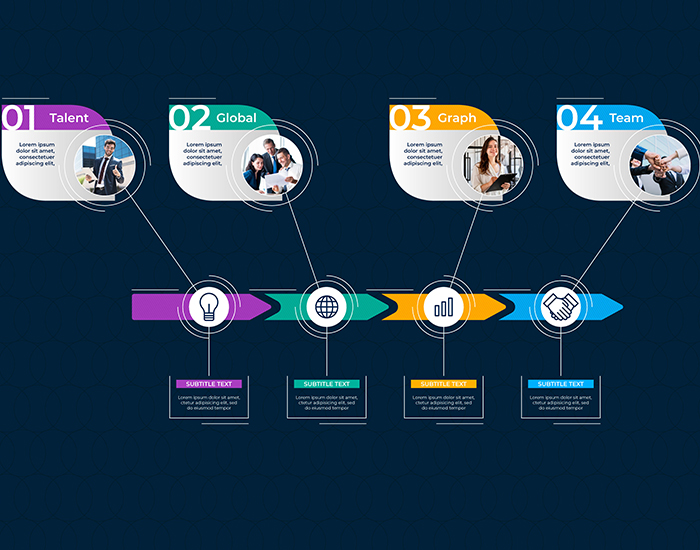 01 Talent
Lorem ipsum
dolor sit amet,
consectetuer
adipiscing elit,
02 Global
Lorem ipsum
dolor sit amet,
consectetuer
adipiscing elit,
03 Graph
Lorem ipsum
dolor sit amet,
consectetuer
adipiscing elit,
04 Team
Lorem ipsum
dolor sit amet,
consectetuer
adipiscing elit,
SUBTITLE TEXT
Lorem ipsum dolor sit amet,
ctetur adipisicing elit, sed
do eiusmod tempor
SUBTITLE TEXT
Lorem ipsum dolor sit amet,
ctetur adipisicing elit, sed
do eiusmod tempor
SUBTITLE TEXT
Lorem ipsum dolor sit amet,
ctetur adipisicing elit, sed
do eiusmod tempor
SUBTITLE TEXT
Lorem ipsum dolor sit amet,
ctetur adipisicing elit, sed
do eiusmod tempor